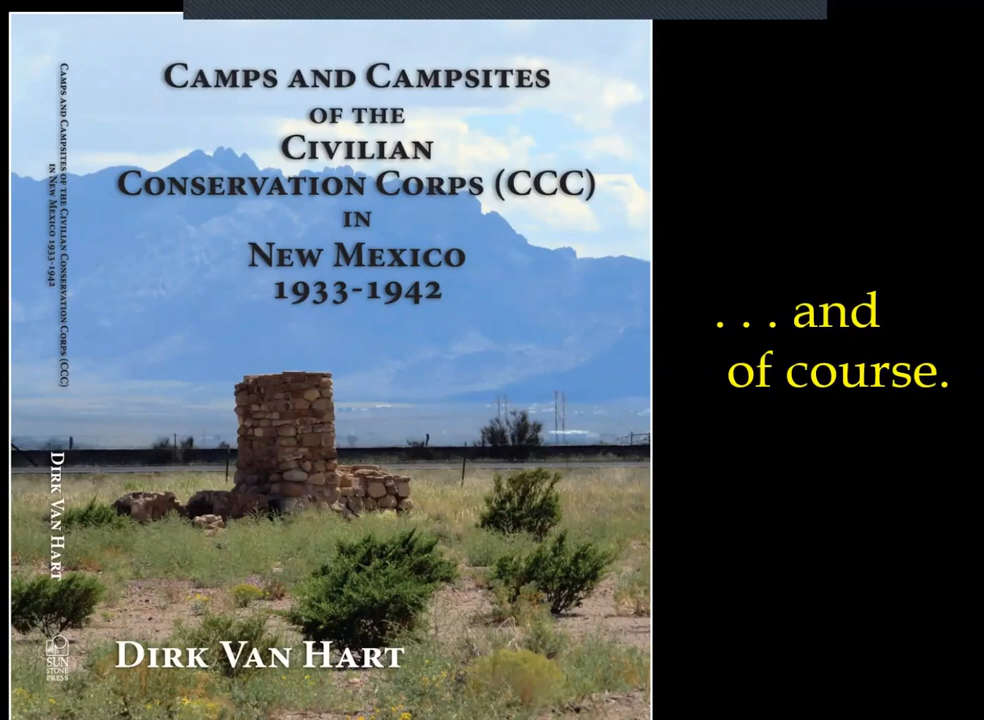 CAMPS AND CAMPSITES
OF THE
CIVILIAN
CONSERVATION CORPS (CCC)
IN
NEW MEXICO
1933-1942
DIRK VAN HART
CAMPS AND CAMPSITES OF THE CIVILIAN CONSERVATION CORPS (CCC)
IN NEW MEXICO 1933-1942
DIRK VAN HART
SUN
STONE
PRESS
. . . and
of course.